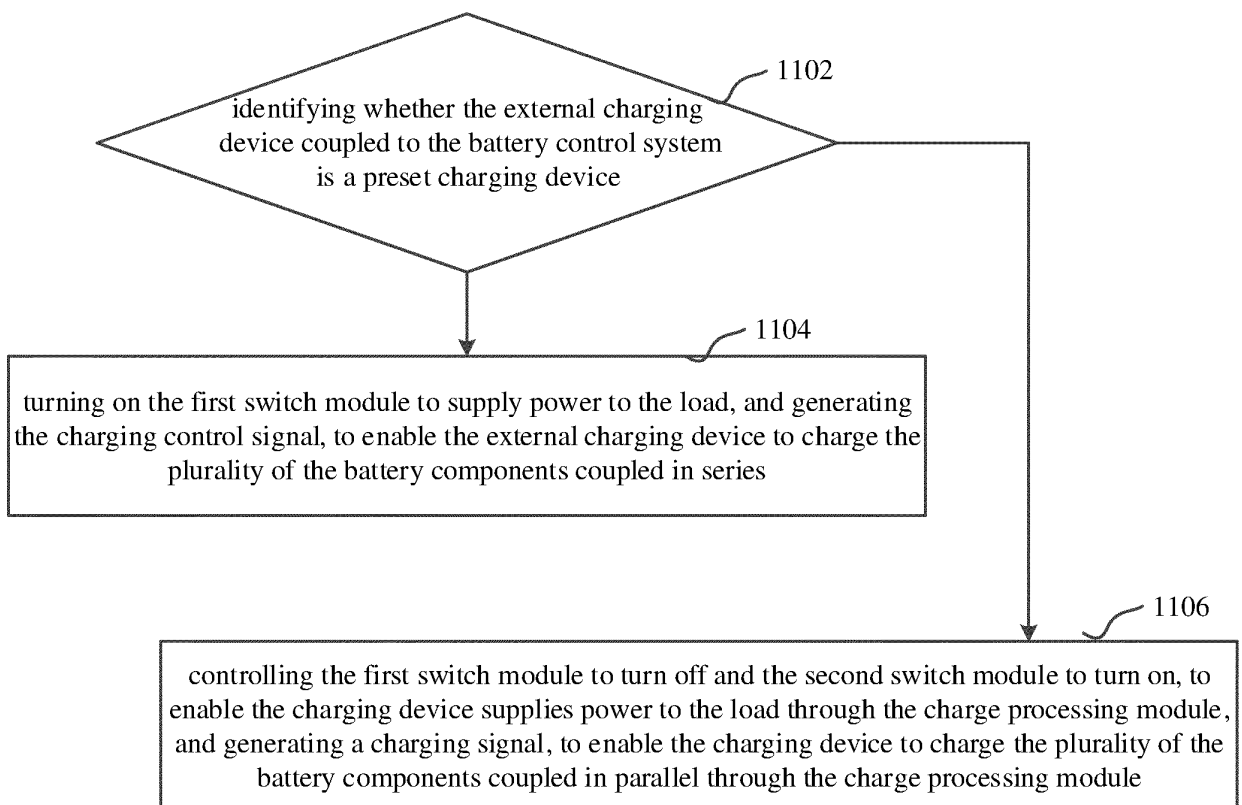 1102
identifying whether the external charging
device coupled to the battery control system
is a preset charging device
1104
turning on the first switch module to supply power to the load, and generating
the charging control signal, to enable the external charging device to charge the
plurality of the battery components coupled in series
1106
controlling the first switch module to turn off and the second switch module to turn on, to
enable the charging device supplies power to the load through the charge processing module,
and generating a charging signal, to enable the charging device to charge the plurality of the
battery components coupled in parallel through the charge processing module